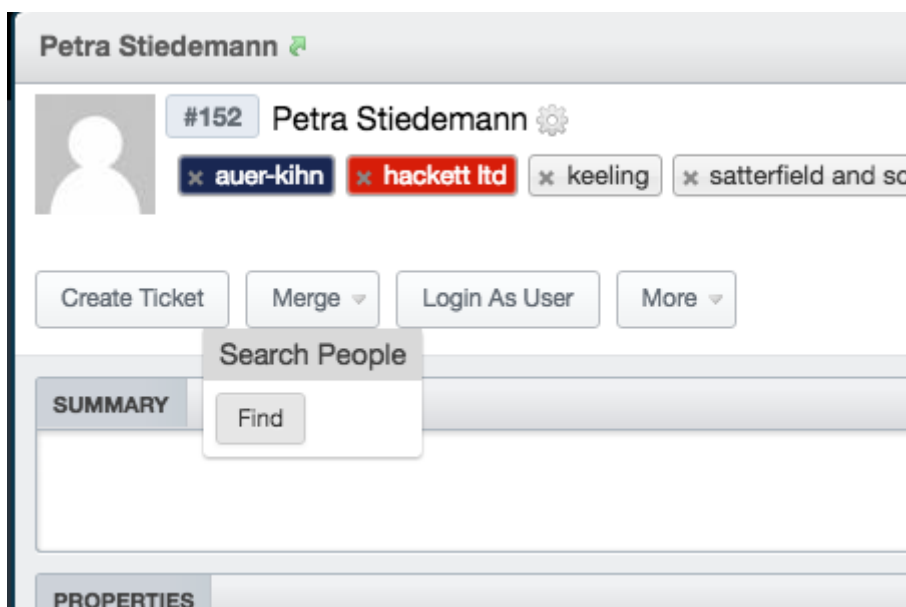 Petra Stiedemann
#152 Petra Stiedemann
auer-kihn hackett ltd keeling satterfield and
Create Ticket Merge Login As User More
Search People
SUMMARY
Find
PROPERTIES